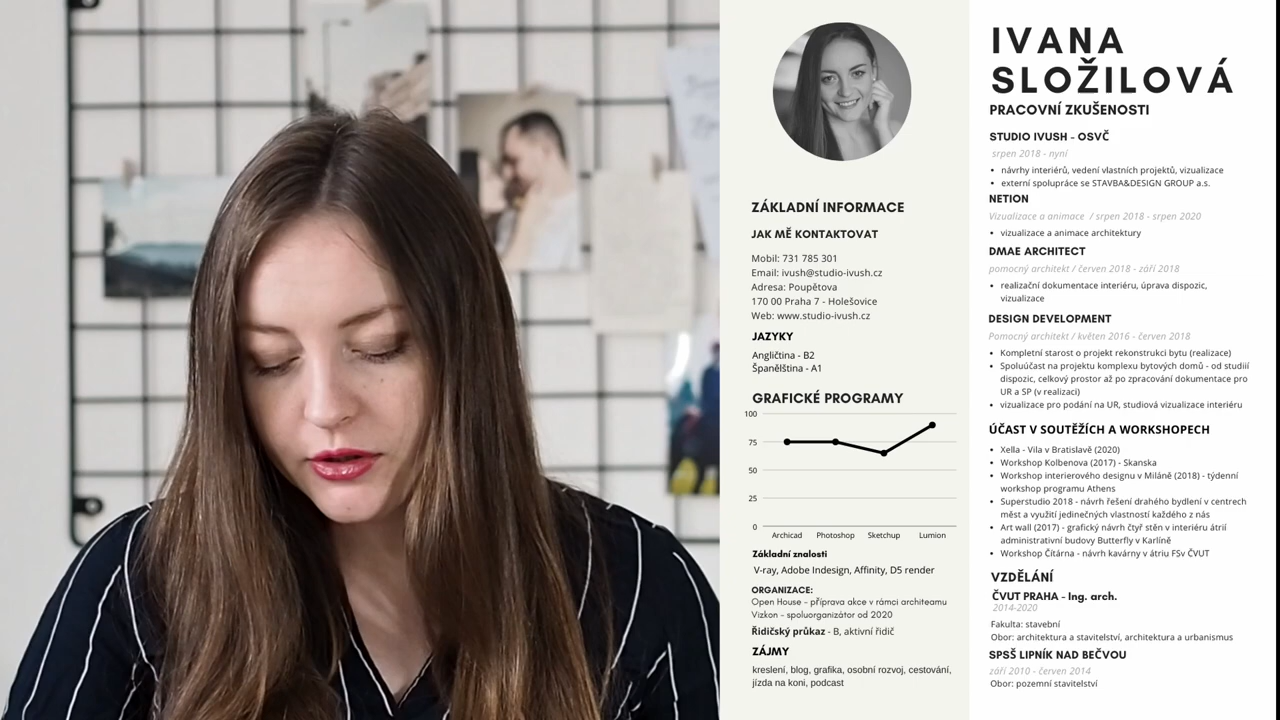 ZÁKLADNÍ INFORMACE
JAK MĚ KONTAKTOVAT
Mobil: 731 785 301
Email: ivush@studio-ivush.cz
Adresa: Poupětova
170 00 Praha 7 - Holešovice
Web: www.studio-ivush.cz
JAZYKY
Angličtina - B2
Španělština - A1
GRAFICKÉ PROGRAMY
100
75
50
25
0
Archicad Photoshop Sketchup Lumion
Základní znalosti
V-ray, Adobe Indesign, Affinity, D5 render
ORGANIZACE:
Open House - příprava akce v rámci architeamu
Vizkon - spoluorganizátor od 2020
Řidičský průkaz - B, aktivní řidič
ZÁJMY
kreslení, blog, grafika, osobní rozvoj, cestování,
jízda na koni, podcast
IVANA
SLOŽILOVÁ
PRACOVNÍ ZKUŠENOSTI
STUDIO IVUSH - OSVČ
srpen 2018 - nyní
• návrhy interiérů, vedení vlastních projektů, vizualizace
• externí spolupráce se STAVBA&DESIGN GROUP a.s.
NETION
Vizualizace a animace / srpen 2018 - srpen 2020
• vizualizace a animace architektury
DMAE ARCHITECT
pomocný architekt / červen 2018 - září 2018
• realizační dokumentace interiéru, úprava dispozic,
vizualizace
DESIGN DEVELOPMENT
Pomocný architekt / květen 2016 - červen 2018
• Kompletní starost o projekt rekonstrukci bytu (realizace)
• Spoluúčast na projektu komplexu bytových domů - od studiií
dispozic, celkový prostor až po zpracování dokumentace pro
UR a SP (v realizaci)
• vizualizace pro podání na UR, studiová vizualizace interiéru
ÚČAST V SOUTĚŽÍCH A WORKSHOPECH
• Xella - Vila v Bratislavě (2020)
• Workshop Kolbenova (2017) - Skanska
• Workshop interierového designu v Miláně (2018) - týdenní
workshop programu Athens
• Superstudio 2018 - návrh řešení drahého bydlení v centrech
měst a využití jedinečných vlastností každého z nás
• Art wall (2017) - grafický návrh čtyř stěn v interiéru átrií
administrativní budovy Butterfly v Karlíně
• Workshop Čítárna - návrh kavárny v átriu FSv ČVUT
VZDĚLÁNÍ
ČVUT PRAHA - Ing. arch.
2014-2020
Fakulta: stavební
Obor: architektura a stavitelství, architektura a urbanismus
SPSŠ LIPNÍK NAD BEČVOU
září 2010 - červen 2014
Obor: pozemní stavitelství